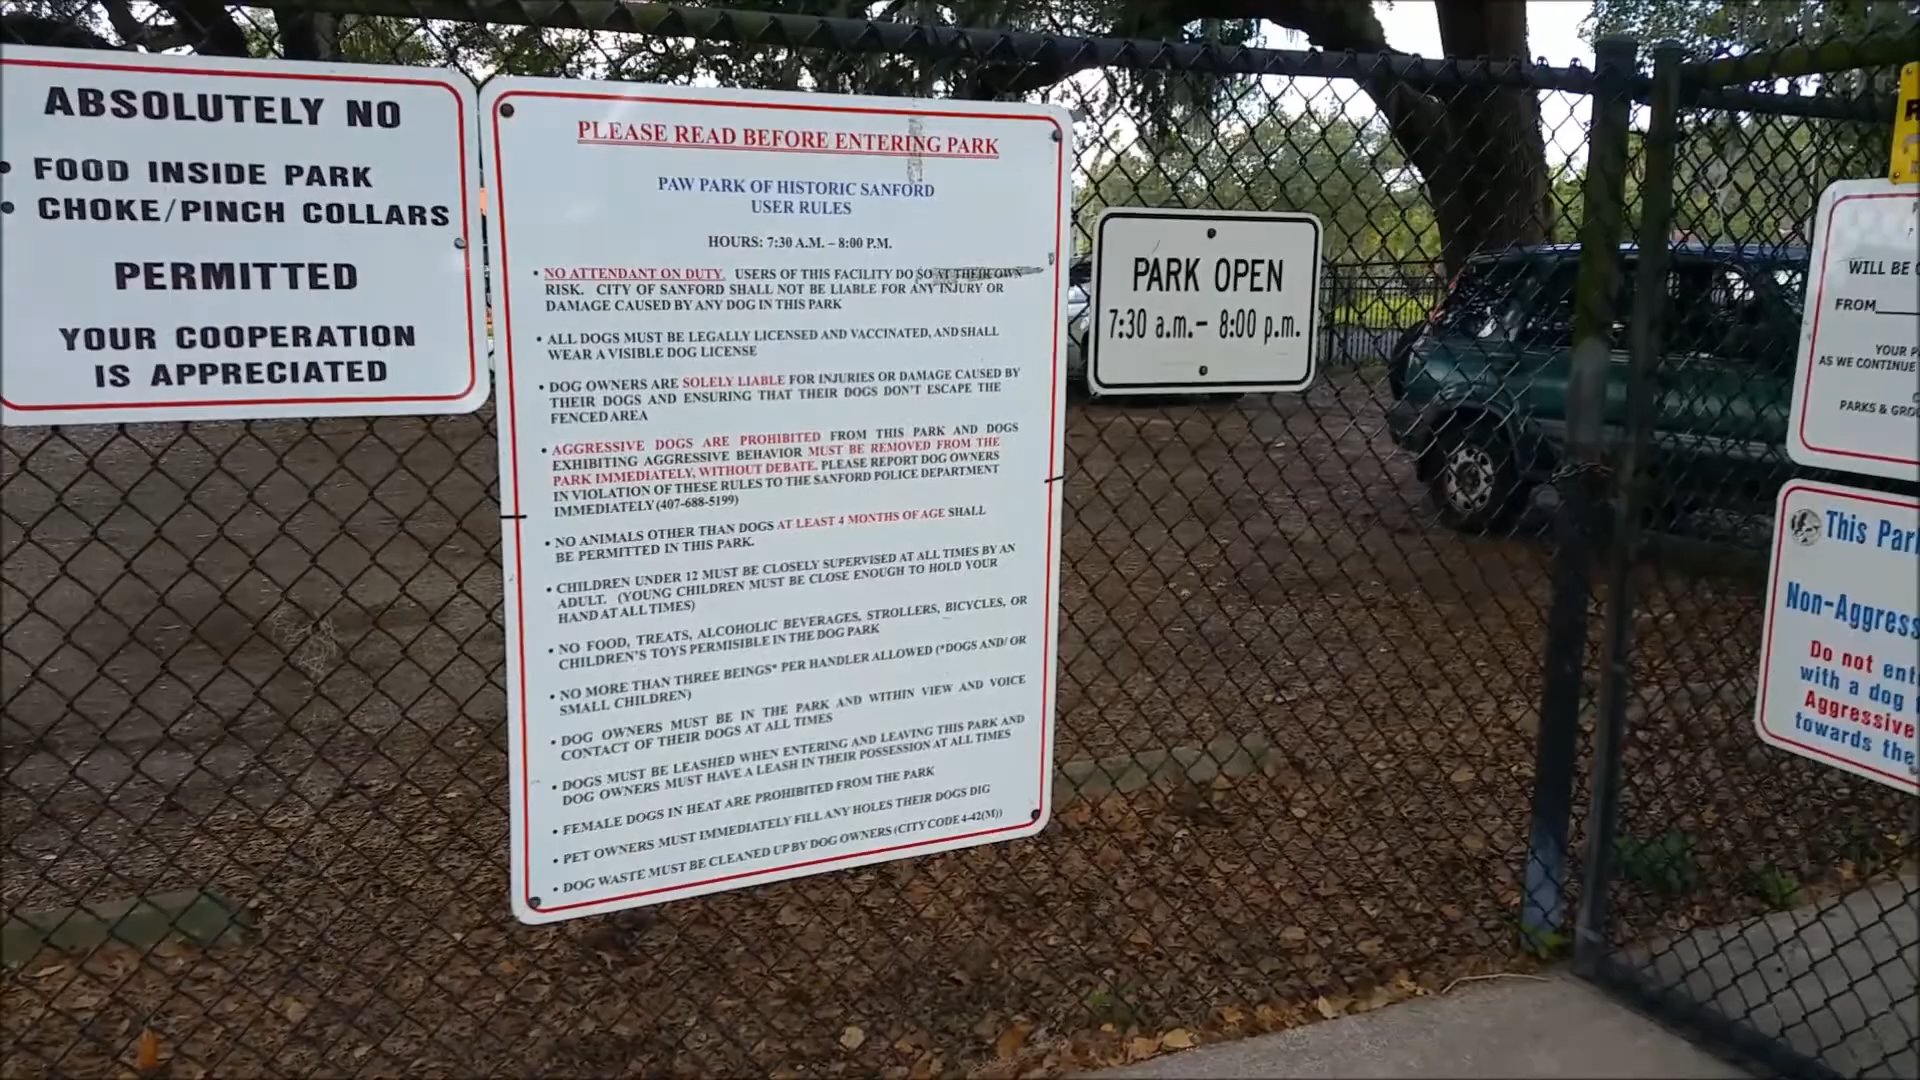 ABSOLUTELY NO
• FOOD INSIDE PARK
• CHOKE/PINCH COLLARS
PERMITTED
YOUR COOPERATION
IS APPRECIATED
PLEASE READ BEFORE ENTERING PARK
PAW PARK OF HISTORIC SANFORD
USER RULES
HOURS: 7:30 A.M. – 8:00 P.M.
• NO ATTENDANT ON DUTY. USERS OF THIS FACILITY DO SO AT THEIR OWN
RISK. CITY OF SANFORD SHALL NOT BE LIABLE FOR ANY INJURY OR
DAMAGE CAUSED BY ANY DOG IN THIS PARK
• ALL DOGS MUST BE LEGALLY LICENSED AND VACCINATED, AND SHALL
WEAR A VISIBLE DOG LICENSE
• DOG OWNERS ARE SOLELY LIABLE FOR INJURIES OR DAMAGE CAUSED BY
THEIR DOGS AND ENSURING THAT THEIR DOGS DON'T ESCAPE THE
FENCED AREA
• AGGRESSIVE DOGS ARE PROHIBITED FROM THIS PARK AND DOGS
EXHIBITING AGGRESSIVE BEHAVIOR MUST BE REMOVED FROM THE
PARK IMMEDIATELY, WITHOUT DEBATE. PLEASE REPORT DOG OWNERS
IN VIOLATION OF THESE RULES TO THE SANFORD POLICE DEPARTMENT
IMMEDIATELY (407-688-5199)
• NO ANIMALS OTHER THAN DOGS AT LEAST 4 MONTHS OF AGE SHALL
BE PERMITTED IN THIS PARK.
• CHILDREN UNDER 12 MUST BE CLOSELY SUPERVISED AT ALL TIMES BY AN
ADULT. (YOUNG CHILDREN MUST BE CLOSE ENOUGH TO HOLD YOUR
HAND AT ALL TIMES)
• NO FOOD, TREATS, ALCOHOLIC BEVERAGES, STROLLERS, BICYCLES, OR
CHILDREN'S TOYS PERMISIBLE IN THE DOG PARK
• NO MORE THAN THREE BEINGS* PER HANDLER ALLOWED (*DOGS AND/ OR
SMALL CHILDREN)
• DOG OWNERS MUST BE IN THE PARK AND WITHIN VIEW AND VOICE
CONTACT OF THEIR DOGS AT ALL TIMES
• DOGS MUST BE LEASHED WHEN ENTERING AND LEAVING THIS PARK AND
DOG OWNERS MUST HAVE A LEASH IN THEIR POSSESSION AT ALL TIMES
• FEMALE DOGS IN HEAT ARE PROHIBITED FROM THE PARK
• PET OWNERS MUST IMMEDIATELY FILL ANY HOLES THEIR DOGS DIG
• DOG WASTE MUST BE CLEANED UP BY DOG OWNERS (CITY CODE 4-42(M))
PARK OPEN
7:30 a.m.– 8:00 p.m.
WILL BE
FROM
YOUR
AS WE CONTINUE
PARKS &
This
Do not
with a dog
Aggressive
towards the